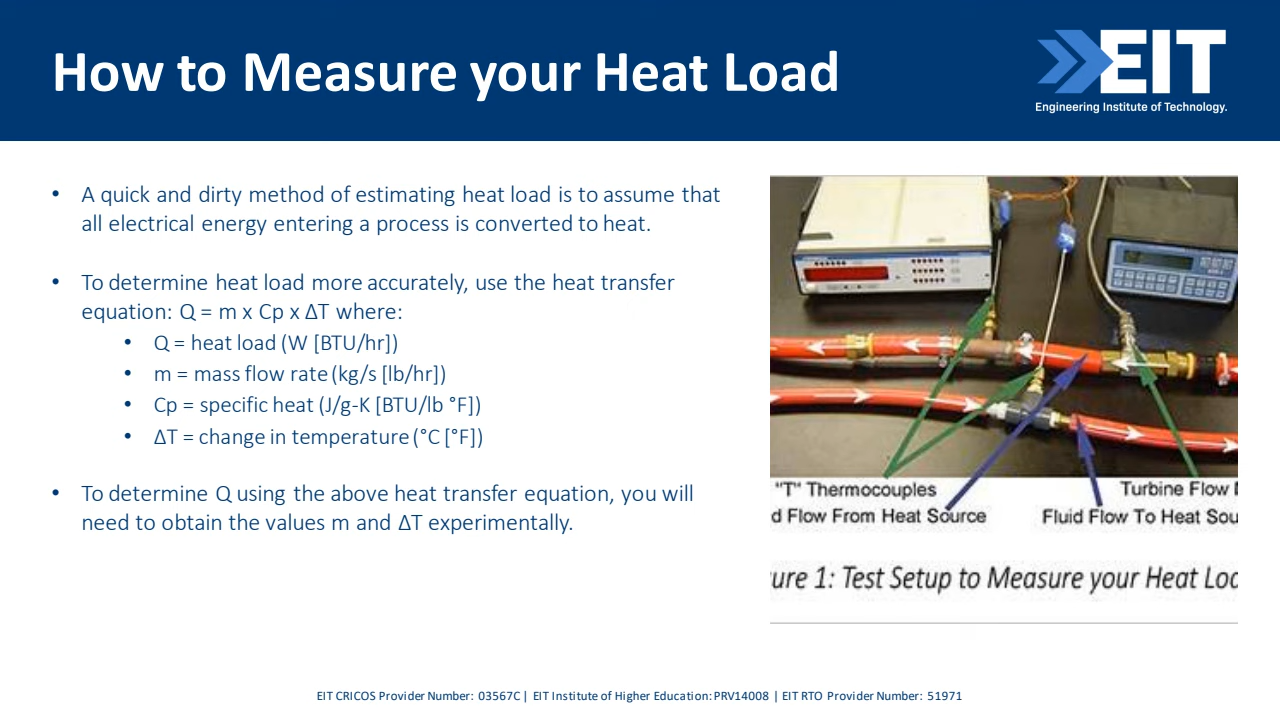 How to Measure your Heat Load
EIT
Engineering Institute of Technology.
• A quick and dirty method of estimating heat load is to assume that
all electrical energy entering a process is converted to heat.
• To determine heat load more accurately, use the heat transfer
equation: Q = m x Cp x ΔT where:
• Q = heat load (W [BTU/hr])
• m = mass flow rate (kg/s [lb/hr])
• Cp = specific heat (J/g-K [BTU/lb °F])
• ΔT = change in temperature (°C [°F])
• To determine Q using the above heat transfer equation, you will
need to obtain the values m and ΔT experimentally.
"T" Thermocouples
Turbine Flow
d Flow From Heat Source
Fluid Flow To Heat Sou
ure 1: Test Setup to Measure your Heat Loa
EIT CRICOS Provider Number: 03567C | EIT Institute of Higher Education: PRV14008 | EIT RTO Provider Number: 51971